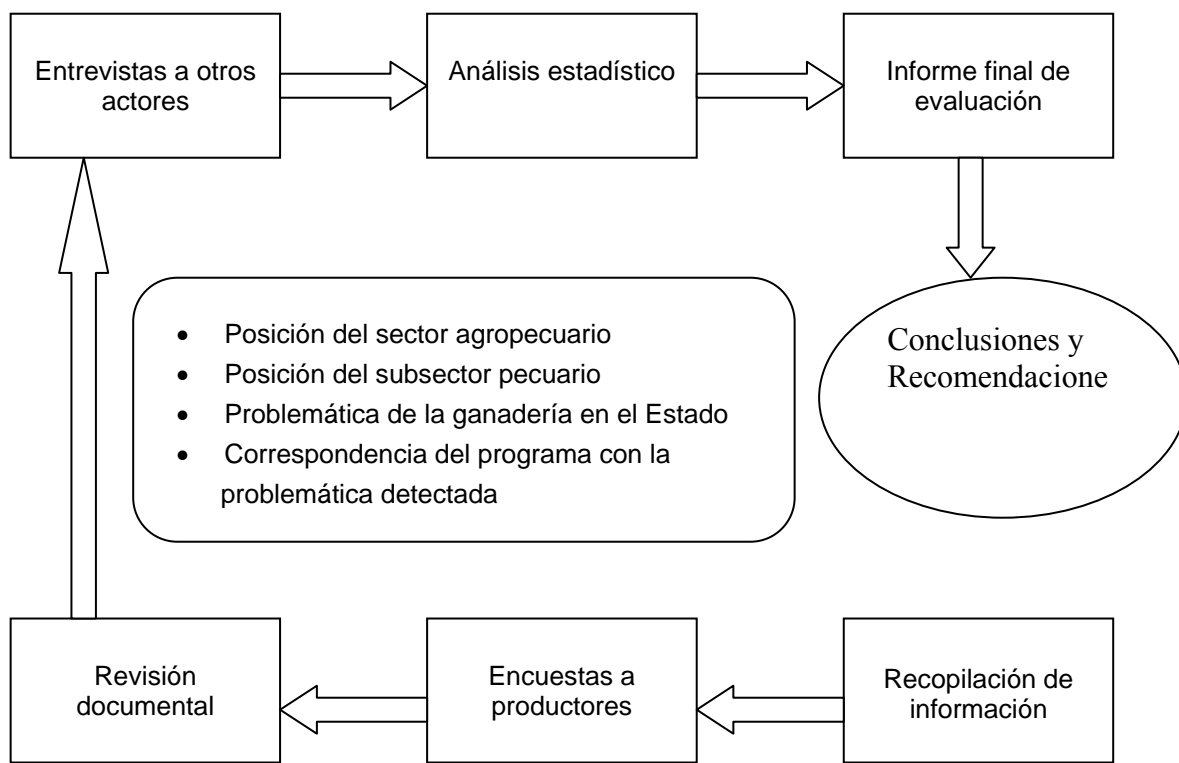 Entrevistas a otros
actores
Análisis estadístico
Informe final de
evaluación
• Posición del sector agropecuario
• Posición del subsector pecuario
• Problemática de la ganadería en el Estado
• Correspondencia del programa con la
problemática detectada
Conclusiones y
Recomendacione
Revisión
documental
Encuestas a
productores
Recopilación de
información